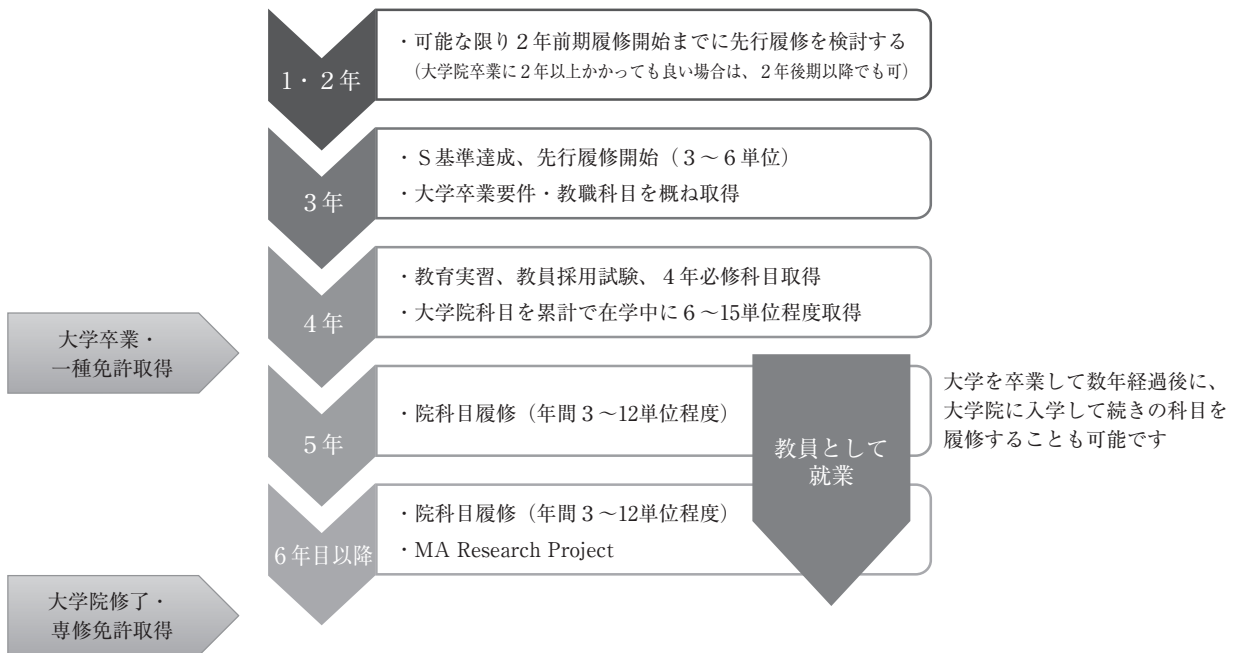 1・2年
・可能な限り2年前期履修開始までに先行履修を検討する
（大学院卒業に2年以上かかっても良い場合は、2年後期以降でも可）
3年
・S基準達成、先行履修開始（3～6単位）
・大学卒業要件・教職科目を概ね取得
4年
・教育実習、教員採用試験、4年必修科目取得
・大学院科目を累計で在学中に6～15単位程度取得
大学卒業・
一種免許取得
5年
・院科目履修（年間3～12単位程度）
教員として
就業
大学を卒業して数年経過後に、
大学院に入学して続きの科目を
履修することも可能です
6年目以降
・院科目履修（年間3～12単位程度）
・MA Research Project
大学院修了・
専修免許取得